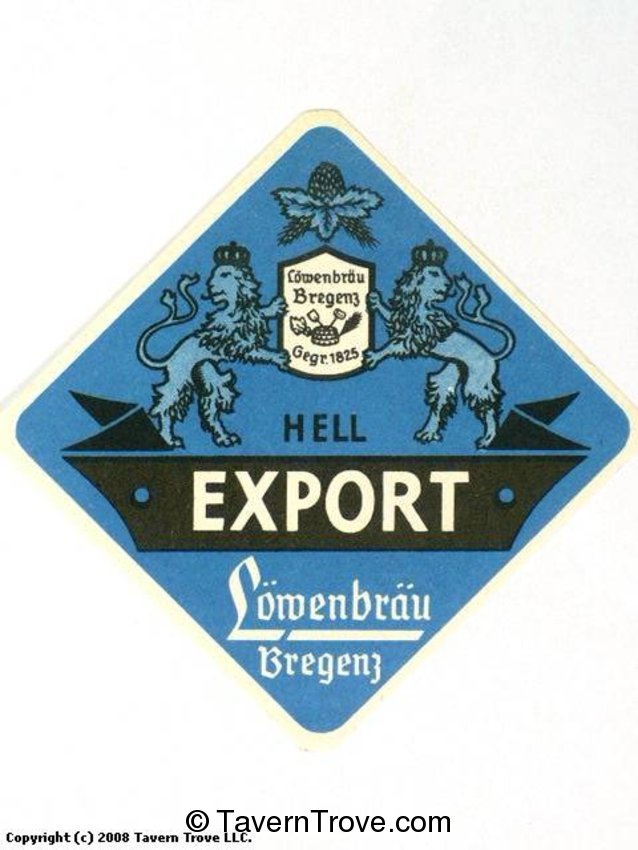 Löwenbräu
Bregenz
Gegr. 1825
HELL
EXPORT
Löwenbräu
Bregenz
© TavernTrove.com
Copyright (c) 2008 Tavern Trove LLC.